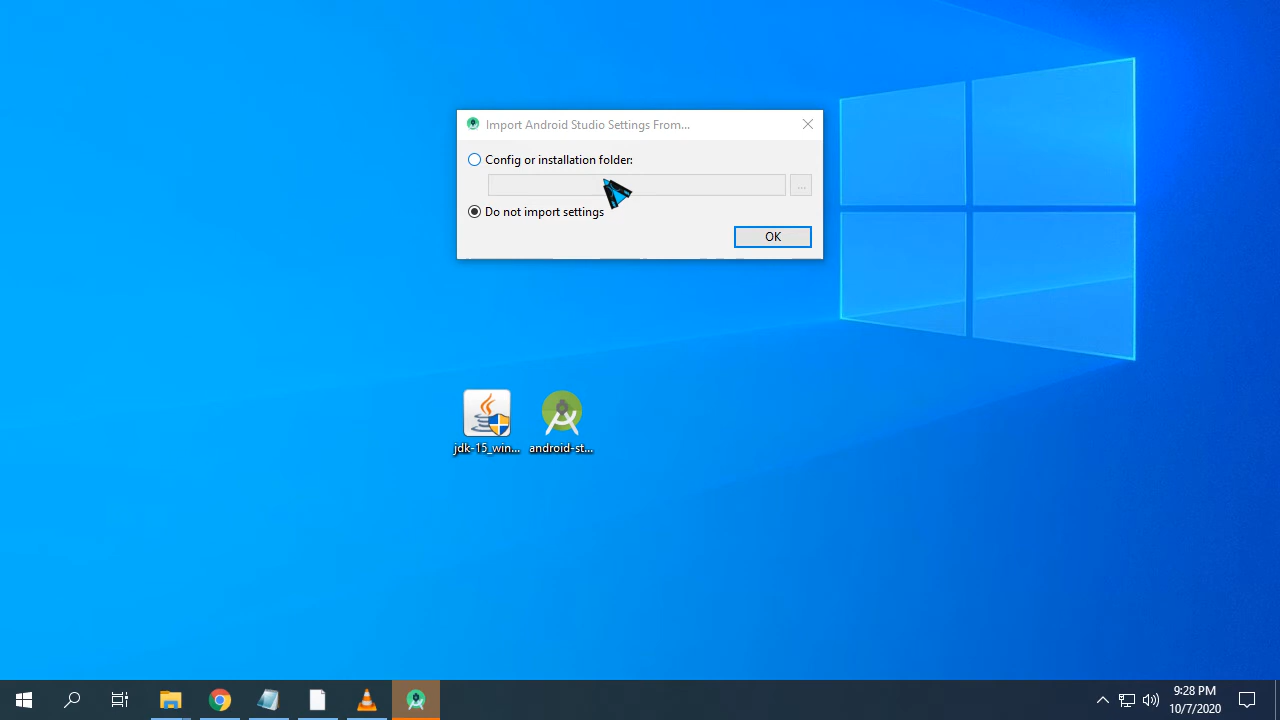 Import Android Studio Settings From...
Config or installation folder:
...
Do not import settings
OK
jdk-15_win...
android-st...
9:28 PM
10/7/2020